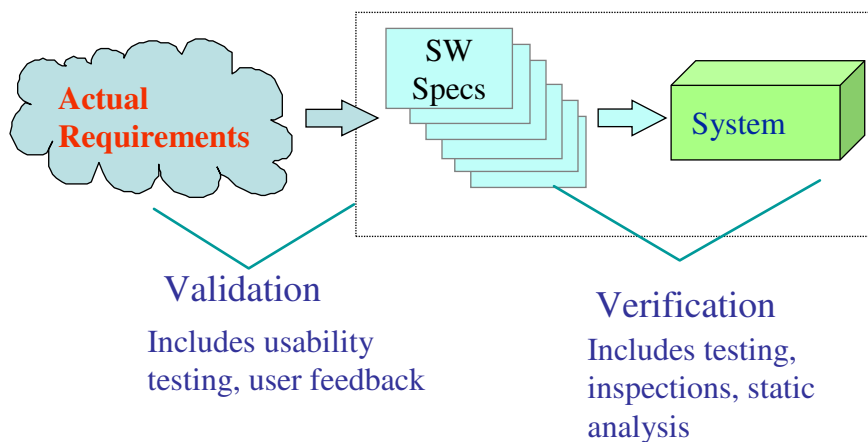 Actual
Requirements
SW
Specs
System
Validation
Includes usability
testing, user feedback
Verification
Includes testing,
inspections, static
analysis